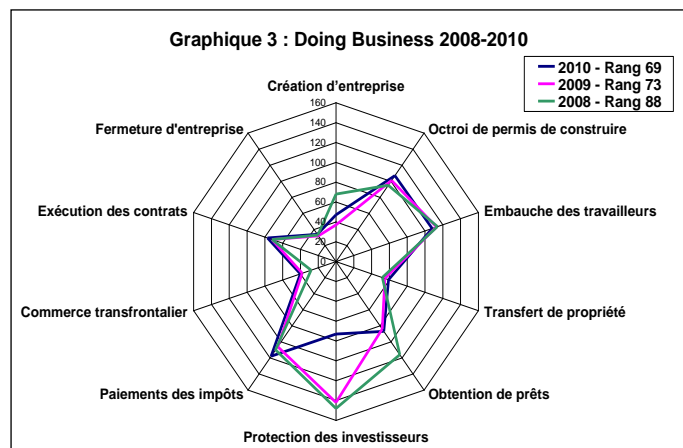 Graphique 3 : Doing Business 2008-2010
2010 - Rang 69
2009 - Rang 73
2008 - Rang 88
Création d'entreprise
Octroi de permis de construire
Embauche des travailleurs
Transfert de propriété
Obtention de prêts
Protection des investisseurs
Paiements des impôts
Commerce transfrontalier
Exécution des contrats
Fermeture d'entreprise
160
140
120
100
80
60
40
20
0